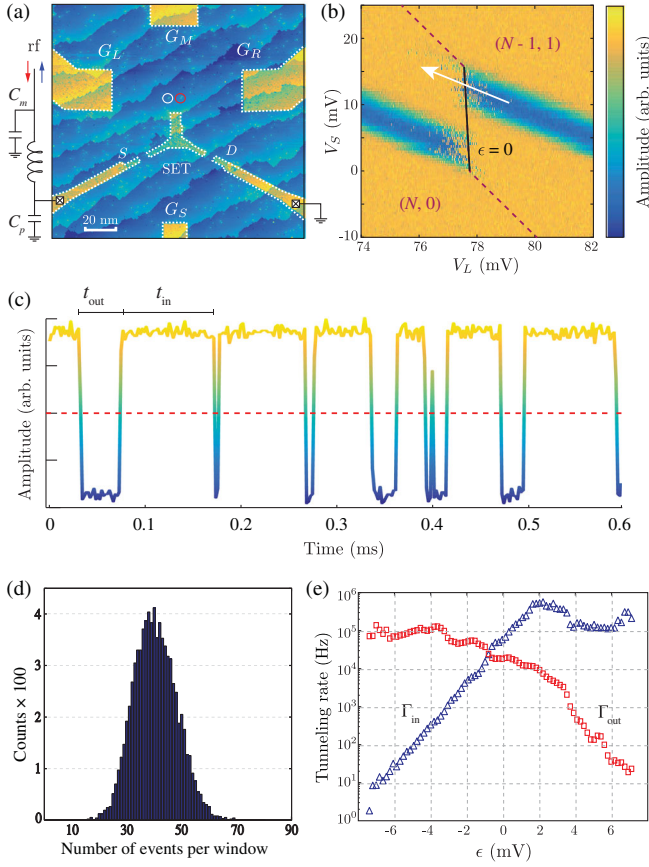 (a)
rf
G_L
G_M
G_R
C_m
S
D
SET
C_p
20 nm
G_S
(b)
V_S (mV)
20
10
0
-10
(N - 1, 1)
ϵ = 0
(N, 0)
74 76 78 80 82
V_L (mV)
Amplitude (arb. units)
(c)
t_out t_in
Amplitude (arb. units)
0 0.1 0.2 0.3 0.4 0.5 0.6
Time (ms)
(d)
Counts × 100
4
3
2
1
0
10 30 50 70 90
Number of events per window
(e)
Tunneling rate (Hz)
10^6
10^5
10^4
10^3
10^2
10^1
10^0
Γ_in
Γ_out
-6 -4 -2 0 2 4 6
ϵ (mV)